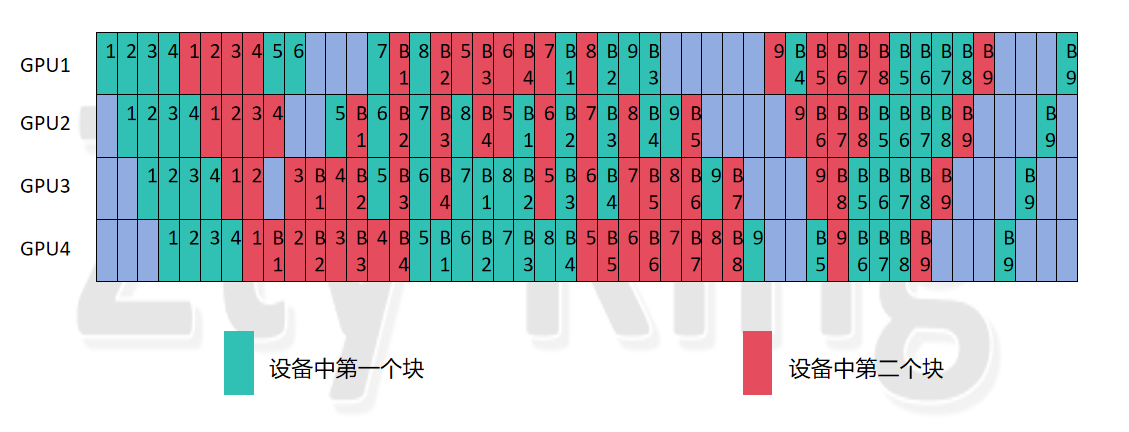 GPU1 1 2 3 4 1 2 3 4 5 6 7 B1 8 B2 5 B3 6 B4 7 B1 8 B2 9 B3 9 B4 B5 B6 B7 B8 B5 B6 B7 B8 B9 B9
GPU2 1 2 3 4 1 2 3 4 5 B1 6 B2 7 B3 8 B4 5 B1 6 B2 7 B3 8 B4 9 B5 9 B6 B7 B8 B5 B6 B7 B8 B9 B9
GPU3 1 2 3 4 1 2 3 B1 4 B2 5 B3 6 B4 7 B1 8 B2 5 B3 6 B4 7 B5 8 B6 9 B7 9 B8 B5 B6 B7 B8 B9 B9
GPU4 1 2 3 4 1 B1 2 B2 3 B3 4 B4 5 B1 6 B2 7 B3 8 B4 5 B5 6 B6 7 B7 8 B8 9 B5 9 B6 B7 B8 B9 B9
Zty King
设备中第一个块 设备中第二个块